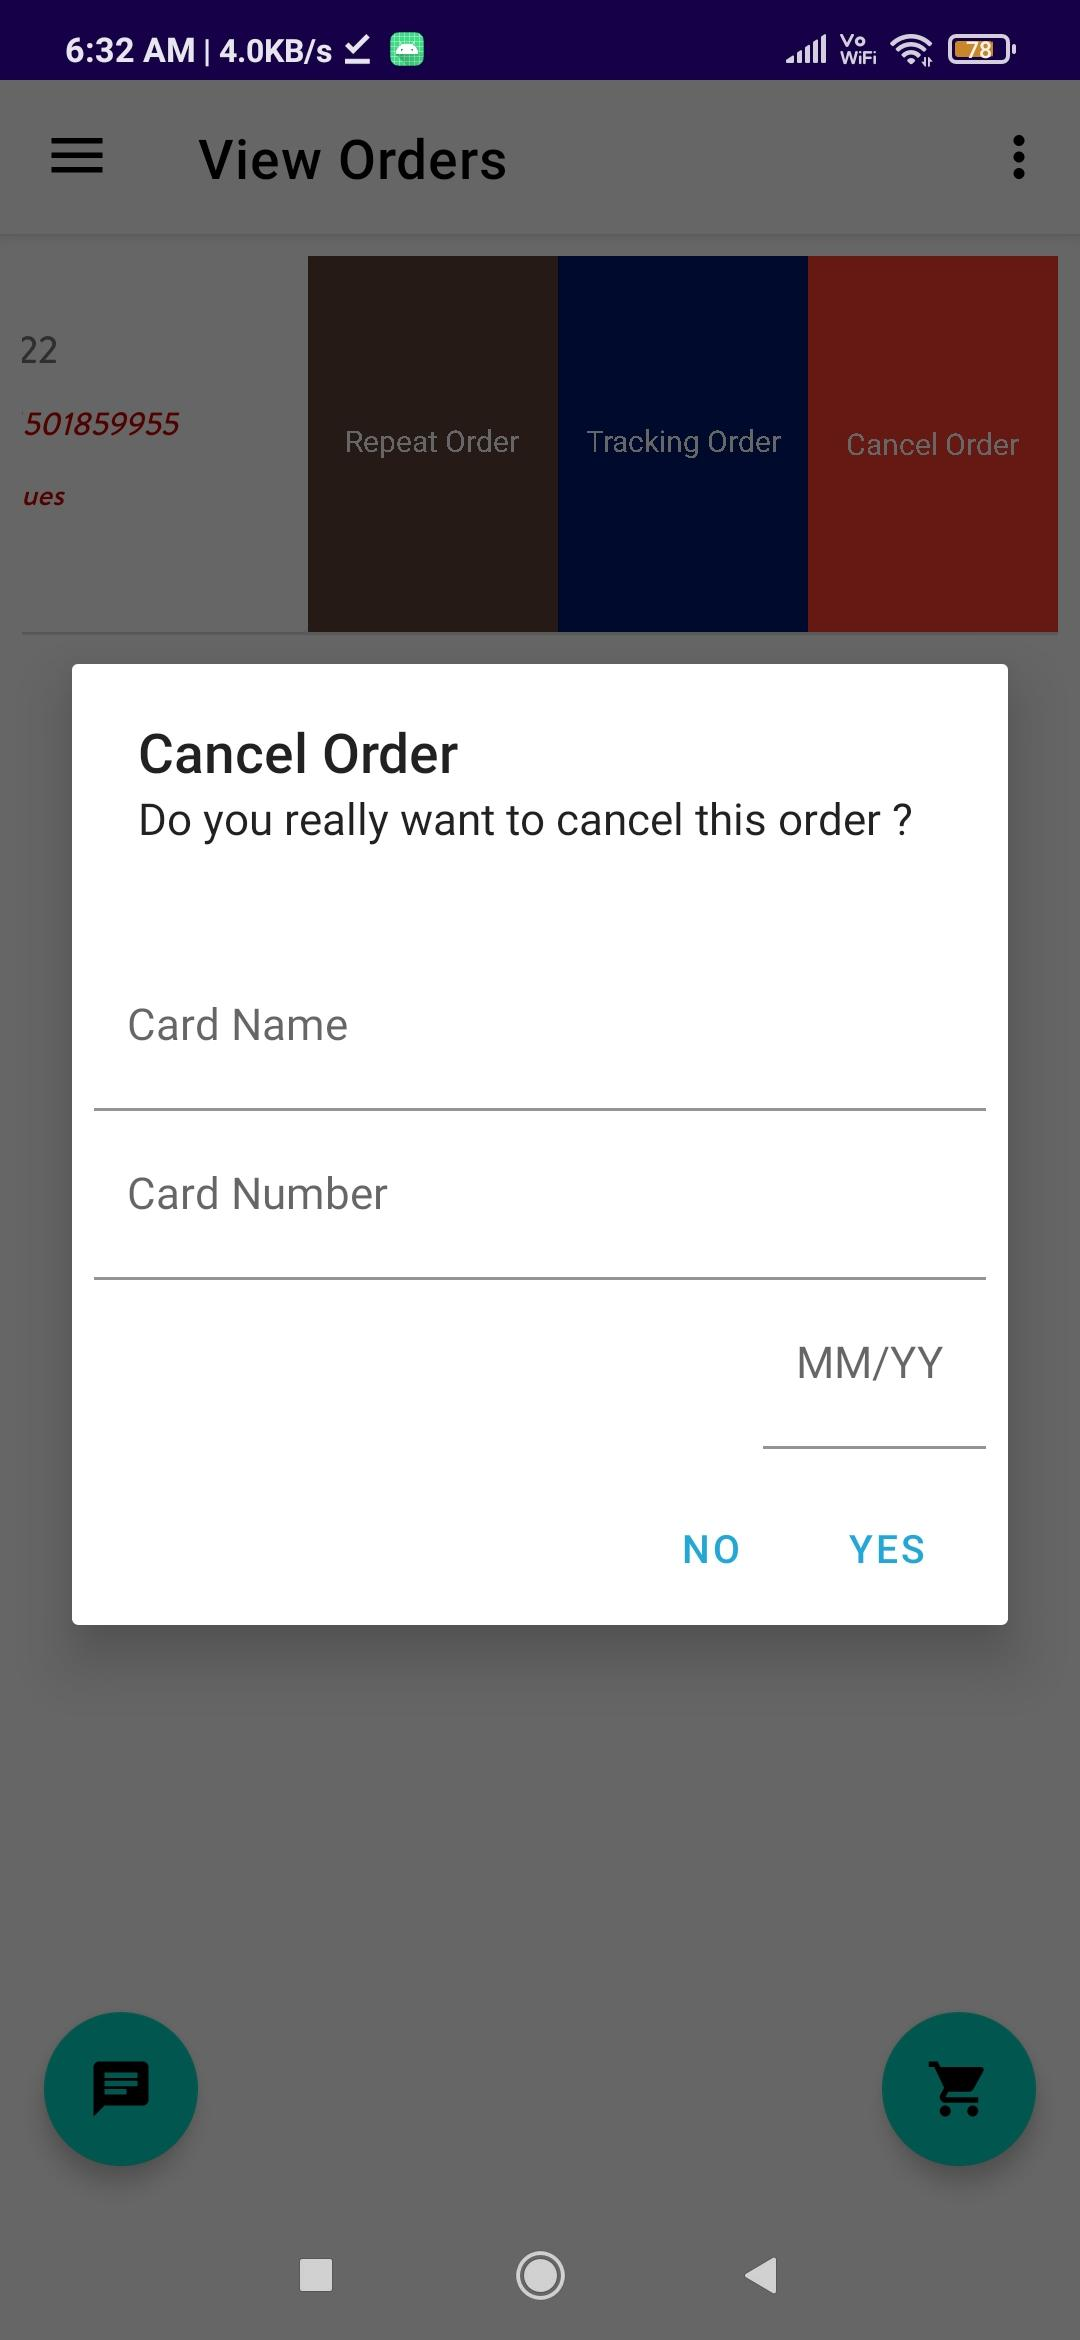 6:32 AM | 4.0KB/s
Vo
WiFi
78
View Orders
22
501859955
ues
Repeat Order
Tracking Order
Cancel Order
Cancel Order
Do you really want to cancel this order ?
Card Name
Card Number
MM/YY
NO
YES